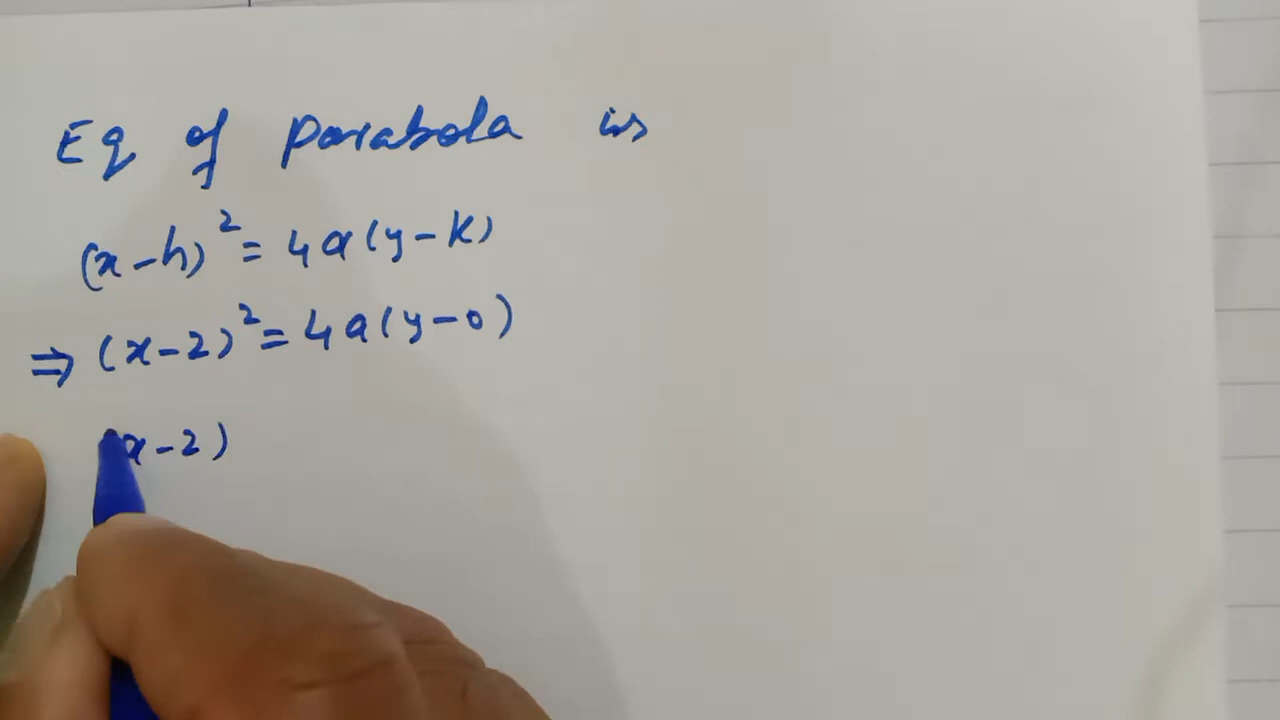 Eq of parabola is
(x-h)² = 4a(y-k)
⇒ (x-2)² = 4a(y-0)
(x-2)